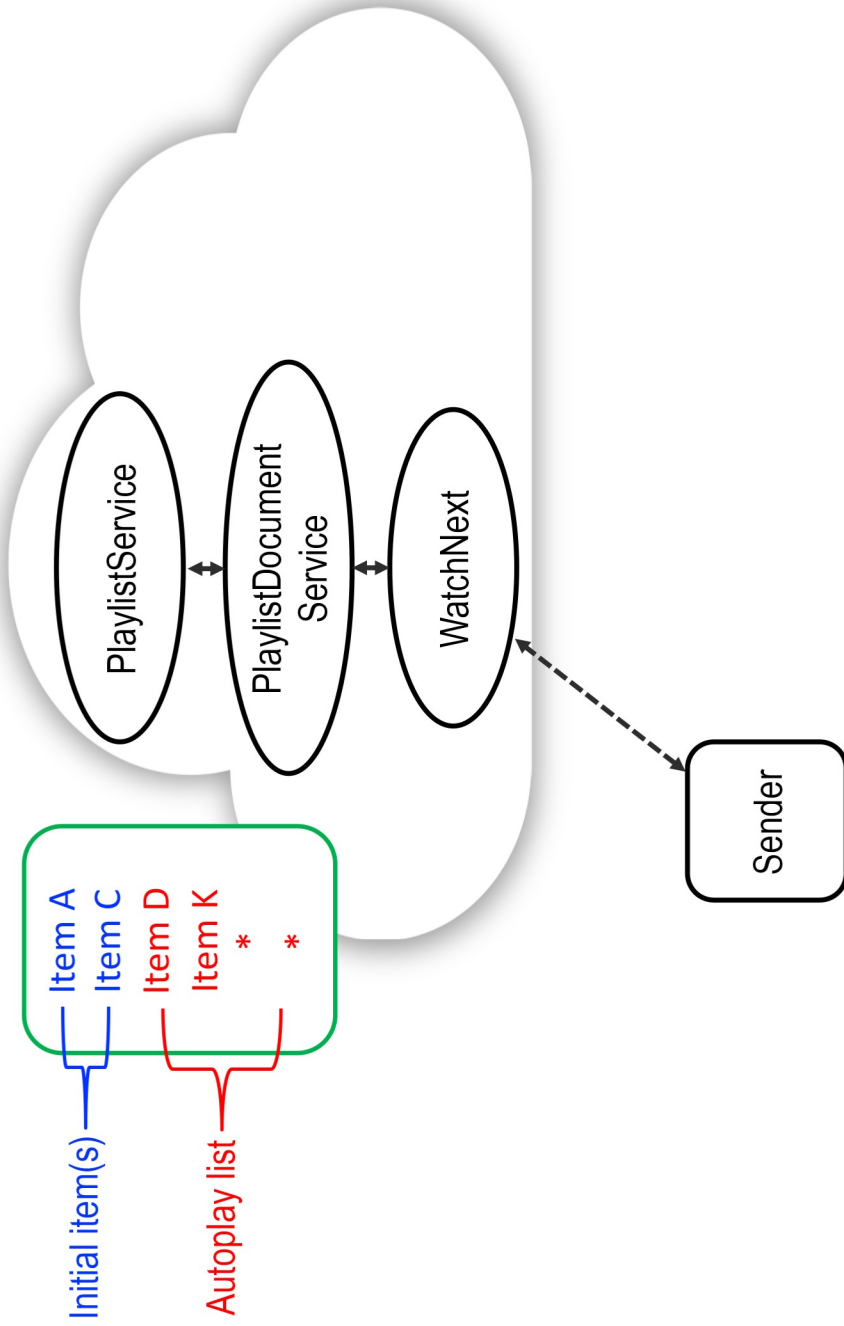 Initial item(s)
Item A
Item C
Autoplay list
Item D
Item K
*
*
PlaylistService
PlaylistDocument
Service
WatchNext
Sender